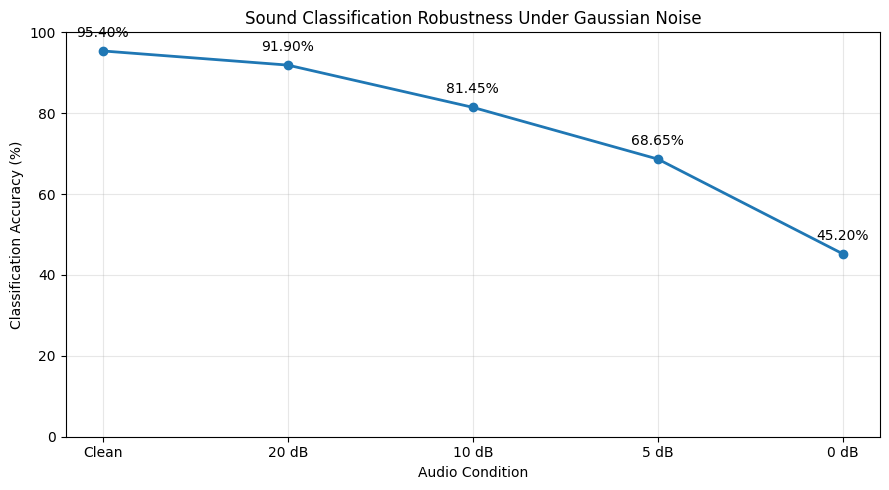 Sound Classification Robustness Under Gaussian Noise
100
80
60
40
20
0
Classification Accuracy (%)
95.40%
91.90%
81.45%
68.65%
45.20%
Clean
20 dB
10 dB
5 dB
0 dB
Audio Condition